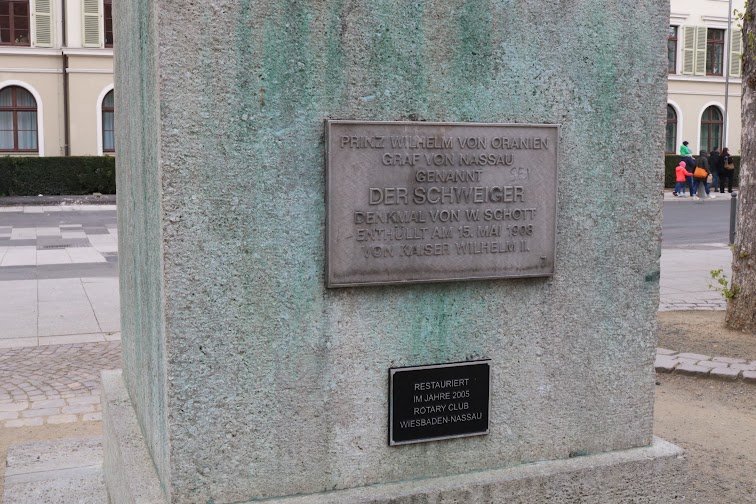 PRINZ WILHELM VON ORANIEN
GRAF VON NASSAU
GENANNT
DER SCHWEIGER
DENKMAL VON W. SCHOTT
ENTHÜLLT AM 15. MAI 1908
VON KAISER WILHELM II.
RESTAURIERT
IM JAHRE 2005
ROTARY CLUB
WIESBADEN-NASSAU